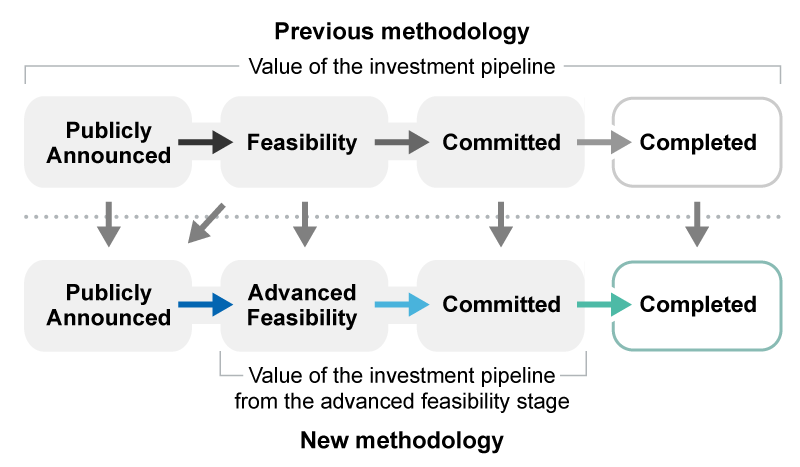 Previous methodology
Value of the investment pipeline
Publicly
Announced
Feasibility
Committed
Completed
Publicly
Announced
Advanced
Feasibility
Committed
Completed
Value of the investment pipeline
from the advanced feasibility stage
New methodology